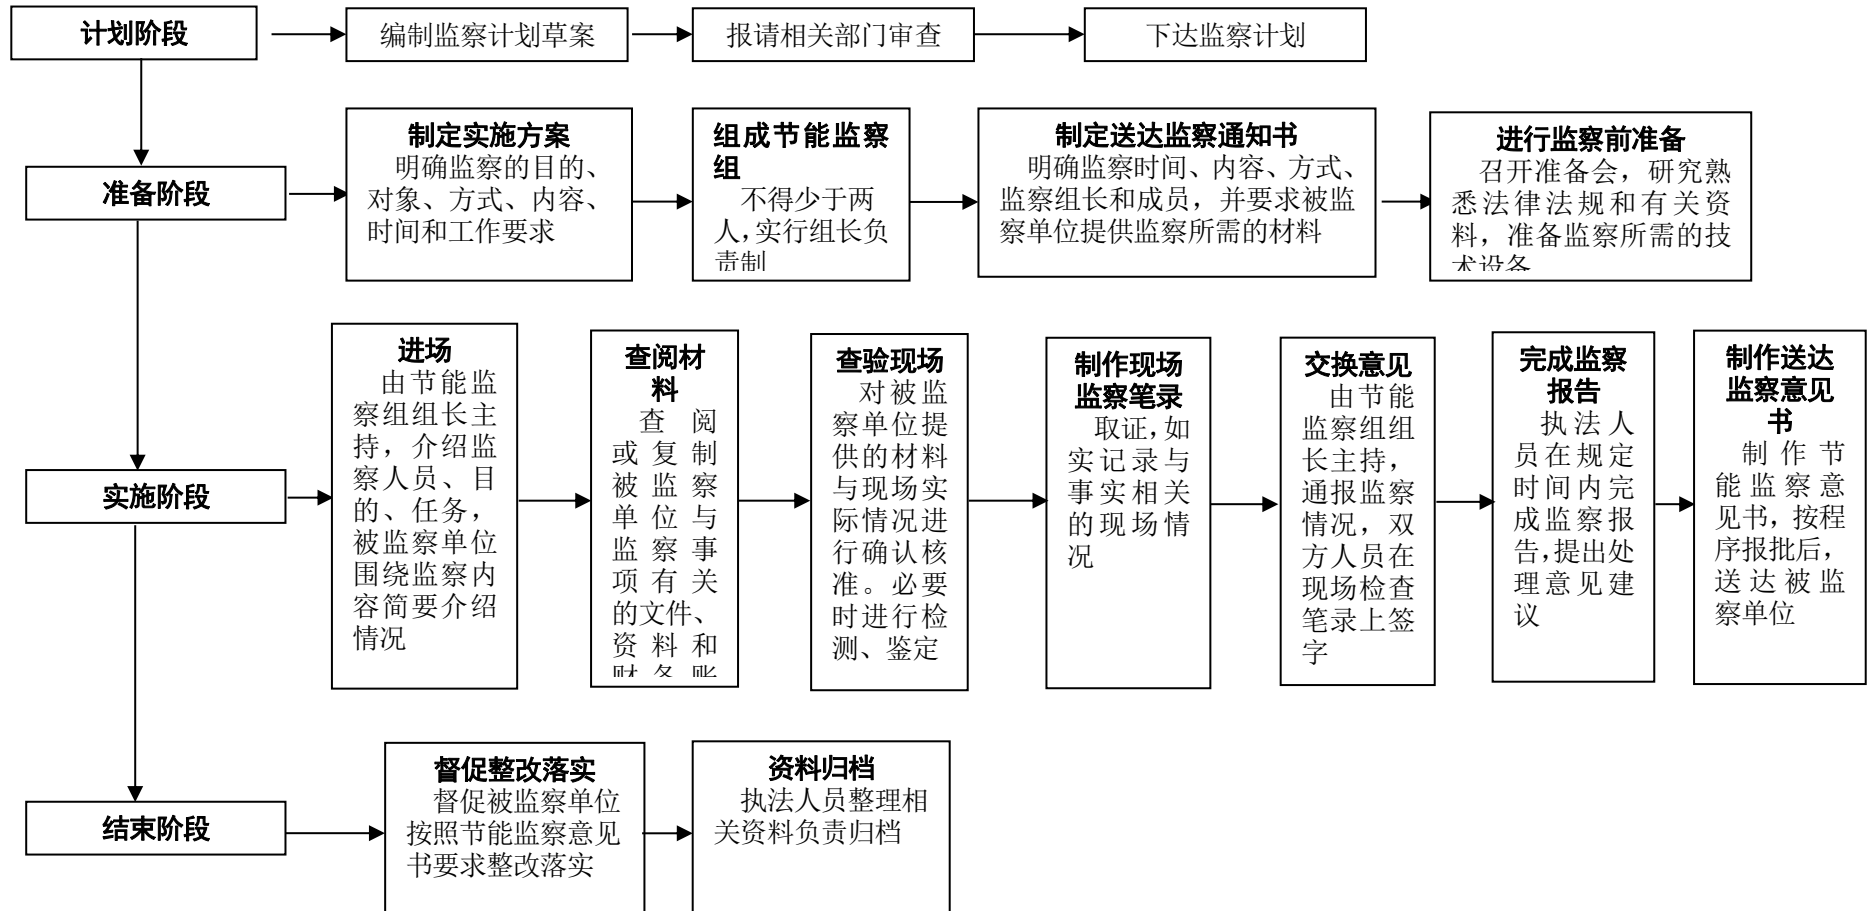 计划阶段
编制监察计划草案
报请相关部门审查
下达监察计划
准备阶段
制定实施方案
明确监察的目的、
对象、方式、内容、
时间和工作要求
组成节能监察
组
不得少于两
人,实行组长负
责制
制定送达监察通知书
明确监察时间、内容、方式、
监察组长和成员，并要求被监
察单位提供监察所需的材料
进行监察前准备
召开准备会，研究熟
悉法律法规和有关资
料，准备监察所需的技
术设备
实施阶段
进场
由节能监
察组组长主
持，介绍监
察人员、目
的、任务，
被监察单位
围绕监察内
容简要介绍
情况
查阅材
料
查阅
或复制
被监察
单位与
监察事
项有关
的文件、
资料和
财务账
查验现场
对被监
察单位提
供的材料
与现场实
际情况进
行确认核
准。必要
时进行检
测、鉴定
制作现场
监察笔录
取证,如
实记录与
事实相关
的现场情
况
交换意见
由节能
监察组组
长主持，
通报监察
情况，双
方人员在
现场检查
笔录上签
字
完成监察
报告
执法人
员在规定
时间内完
成监察报
告,提出处
理意见建
议
制作送达
监察意见
书
制作节
能监察意
见书，按程
序报批后，
送达被监
察单位
结束阶段
督促整改落实
督促被监察单位
按照节能监察意见
书要求整改落实
资料归档
执法人员整理相
关资料负责归档